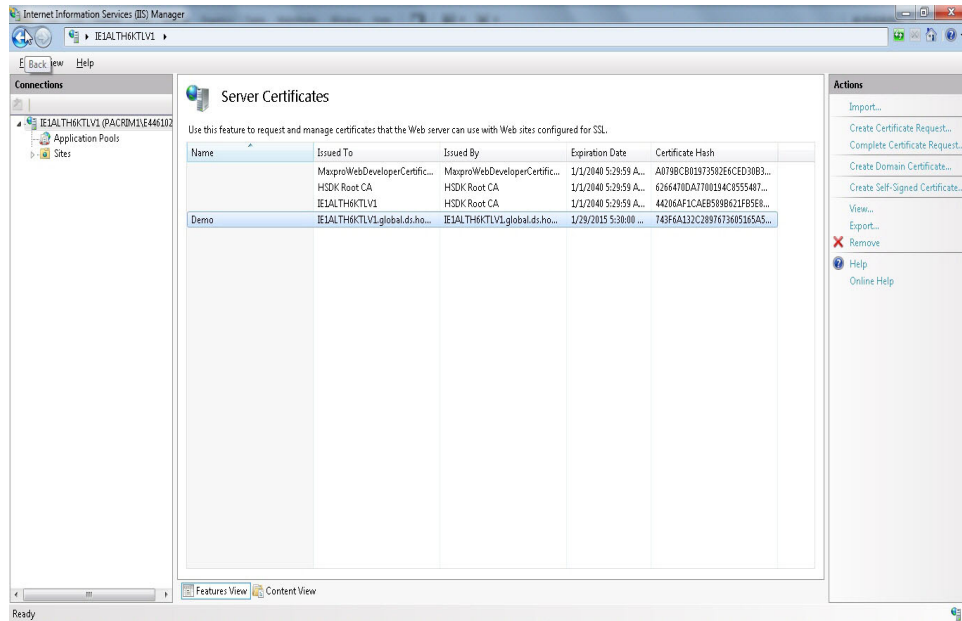 Internet Information Services (IIS) Manager
IE1ALTH6KTLV1
Back
View Help
Connections
IE1ALTH6KTLV1 (PACRIM1\E446102
Application Pools
Sites
Server Certificates
Use this feature to request and manage certificates that the Web server can use with Web sites configured for SSL.
Name Issued To Issued By Expiration Date Certificate Hash
MaxproWebDeveloperCertific... MaxproWebDeveloperCertific... 1/1/2040 5:29:59 A... A079BCB01973582E6CED30B3...
HSDK Root CA HSDK Root CA 1/1/2040 5:29:59 A... 6266470DA7700194C8555487...
IE1ALTH6KTLV1 HSDK Root CA 1/1/2040 5:29:59 A... 44206AF1CAEB589B621FB5E8...
Demo IE1ALTH6KTLV1.global.ds.ho... IE1ALTH6KTLV1.global.ds.ho... 1/29/2015 5:30:00 ... 743F6A132C2897673605165A5...
Features View Content View
Ready
Actions
Import...
Create Certificate Request...
Complete Certificate Request..
Create Domain Certificate...
Create Self-Signed Certificate..
View...
Export...
Remove
Help
Online Help